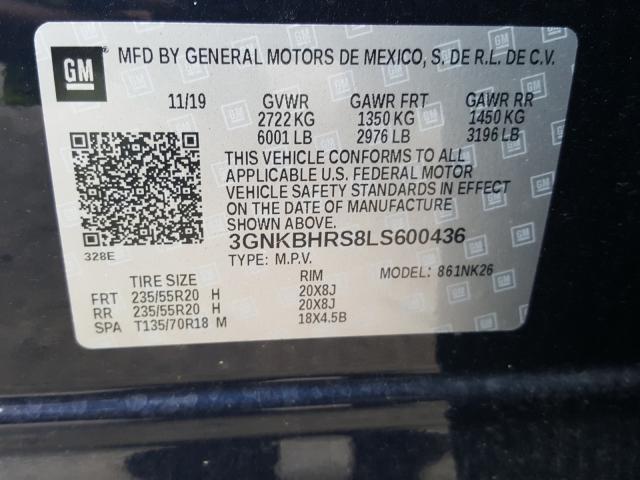 GM MFD BY GENERAL MOTORS DE MEXICO, S. DE R.L. DE C.V.
11/19 GVWR GAWR FRT GAWR RR
2722 KG 1350 KG 1450 KG
6001 LB 2976 LB 3196 LB
THIS VEHICLE CONFORMS TO ALL
APPLICABLE U.S. FEDERAL MOTOR
VEHICLE SAFETY STANDARDS IN EFFECT
ON THE DATE OF MANUFACTURE
SHOWN ABOVE.
3GNKBHRS8LS600436
328E
TYPE: M.P.V. MODEL: 861NK26
TIRE SIZE RIM
FRT 235/55R20 H 20X8J
RR 235/55R20 H 20X8J
SPA T135/70R18 M 18X4.5B